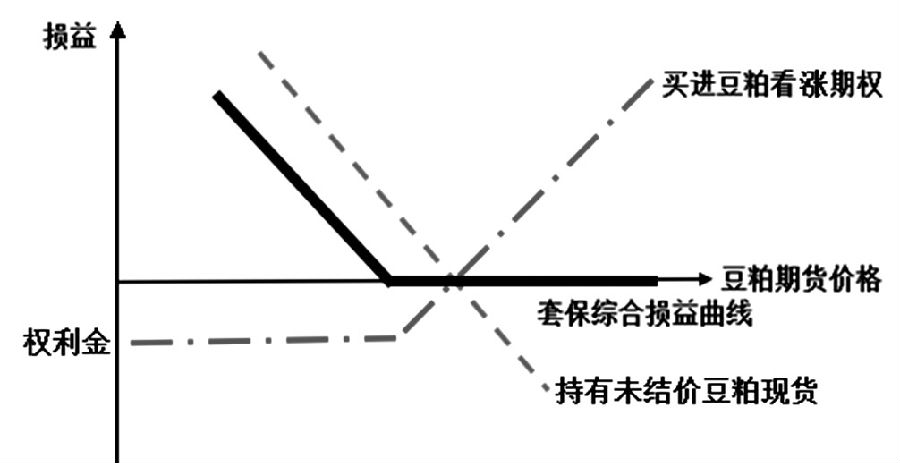 损益
买进豆粕看涨期权
豆粕期货价格
套保综合损益曲线
权利金
持有未结价豆粕现货